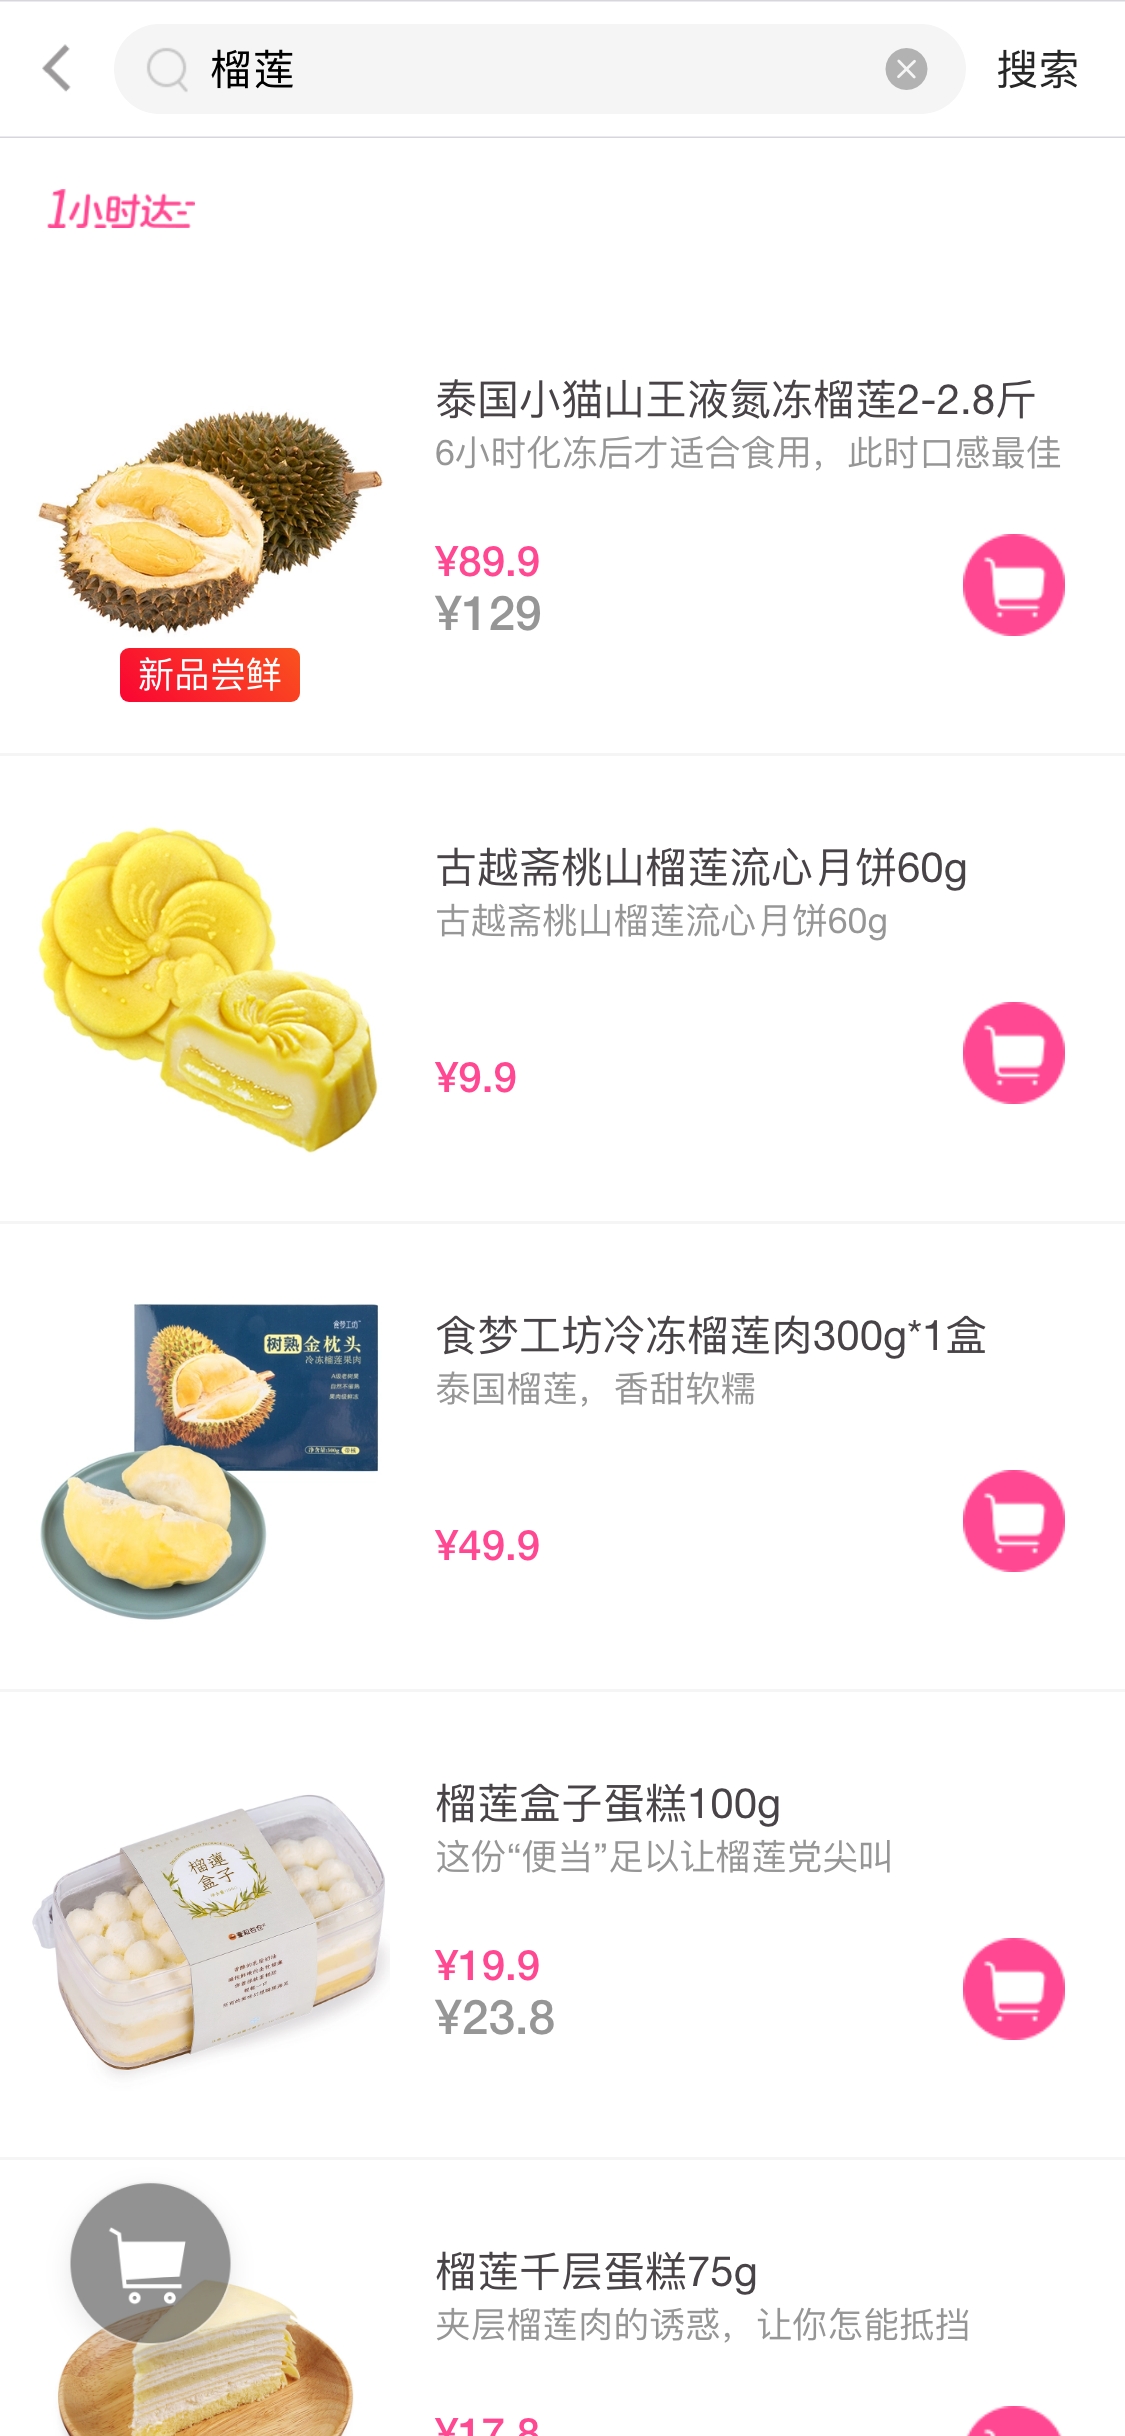 榴莲
搜索
1小时达
泰国小猫山王液氮冻榴莲2-2.8斤
6小时化冻后才适合食用，此时口感最佳
¥89.9
¥129
新品尝鲜
古越斋桃山榴莲流心月饼60g
古越斋桃山榴莲流心月饼60g
¥9.9
食梦工坊
树熟金枕头
冷冻榴莲果肉
食梦工坊冷冻榴莲肉300g*1盒
泰国榴莲，香甜软糯
¥49.9
榴莲盒子蛋糕100g
这份“便当”足以让榴莲党尖叫
榴蓮
盒子
¥19.9
¥23.8
榴莲千层蛋糕75g
夹层榴莲肉的诱惑，让你怎能抵挡
¥17.8